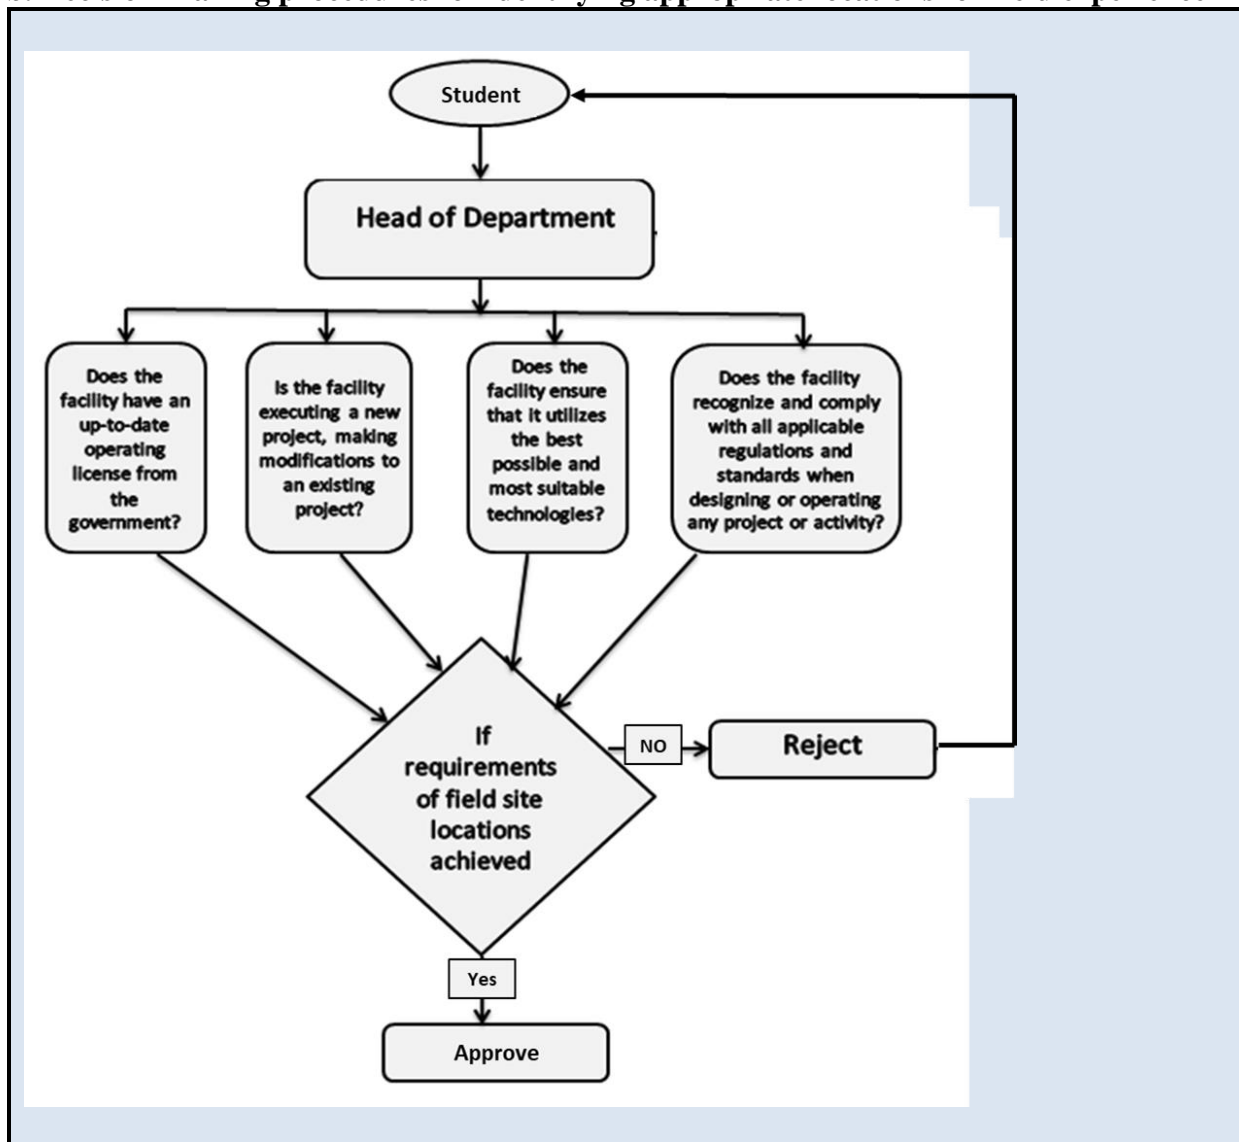 Student
Head of Department
Does the
facility have an
up-to-date
operating
license from
the
government?
Is the facility
executing a new
project, making
modifications to
an existing
project?
Does the
facility ensure
that it utilizes
the best
possible and
most suitable
technologies?
Does the facility
recognize and comply
with all applicable
regulations and
standards when
designing or operating
any project or activity?
If
requirements
of field site
locations
achieved
NO
Reject
Yes
Approve